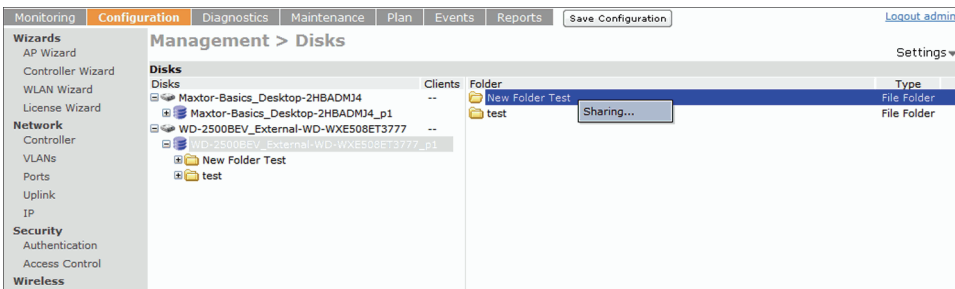 Monitoring Configuration Diagnostics Maintenance Plan Events Reports Save Configuration Logout admin
Wizards
AP Wizard
Controller Wizard
WLAN Wizard
License Wizard
Network
Controller
VLANs
Ports
Uplink
IP
Security
Authentication
Access Control
Wireless
Management > Disks
Settings
Disks
Disks Clients Folder Type
Maxtor-Basics_Desktop-2HBADMJ4 --
Maxtor-Basics_Desktop-2HBADMJ4_p1
WD-2500BEV_External-WD-WXE508ET3777 --
WD-2500BEV_External-WD-WXE508ET3777_p1
New Folder Test
test
New Folder Test File Folder
test File Folder
Sharing...